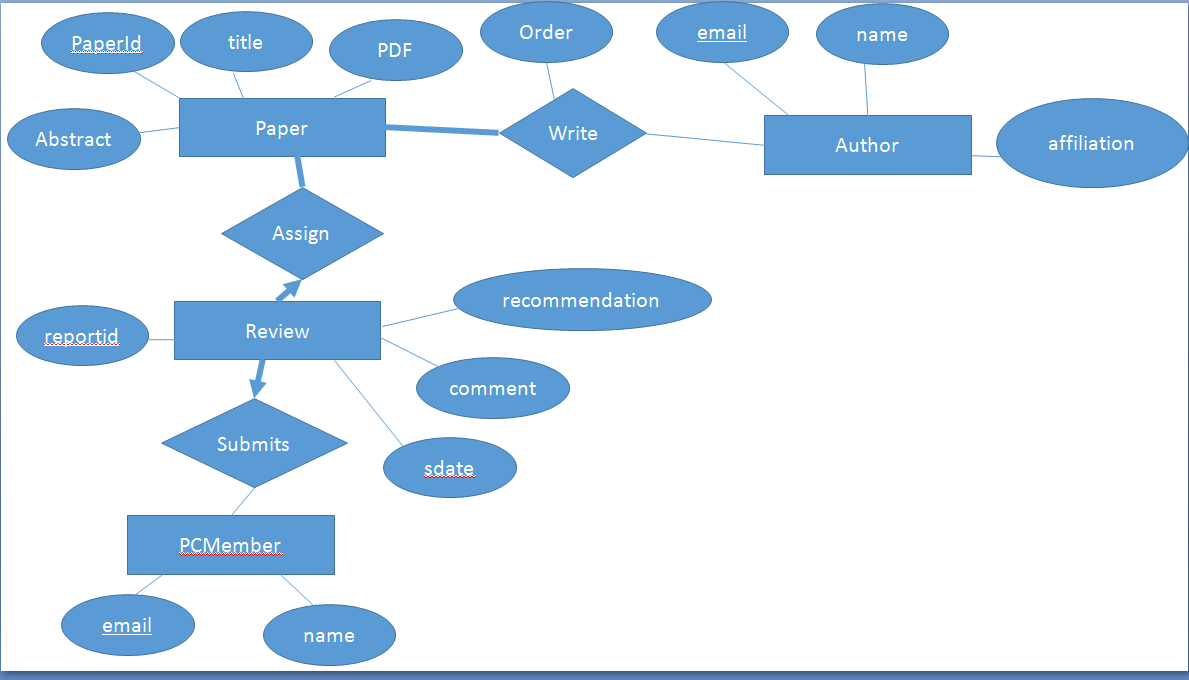 PaperId
title
PDF
Order
email
name
Abstract
Paper
Write
Author
affiliation
Assign
recommendation
reportid
Review
comment
Submits
sdate
PCMember
email
name